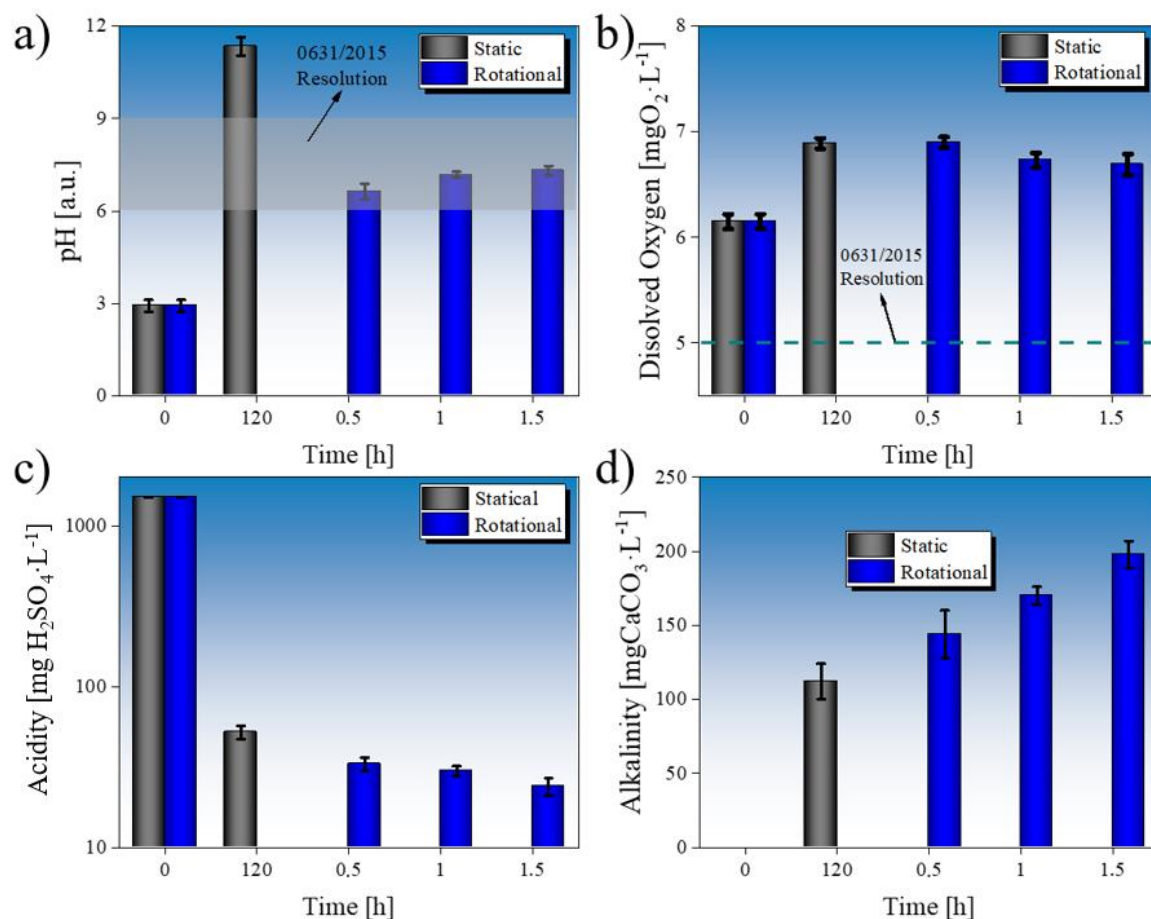 a)
12
9
6
3
0
pH [a.u.]
0631/2015
Resolution
Static
Rotational
0
120
0.5
1
1.5
Time [h]
b)
8
7
6
5
Disolved Oxygen [mgO₂·L⁻¹]
Static
Rotational
0631/2015
Resolution
0
120
0.5
1
1.5
Time [h]
c)
1000
100
10
Acidity [mg H₂SO₄·L⁻¹]
Statical
Rotational
0
120
0.5
1
1.5
Time [h]
d)
250
200
150
100
50
0
Alkalinity [mgCaCO₃·L⁻¹]
Static
Rotational
0
120
0.5
1
1.5
Time [h]